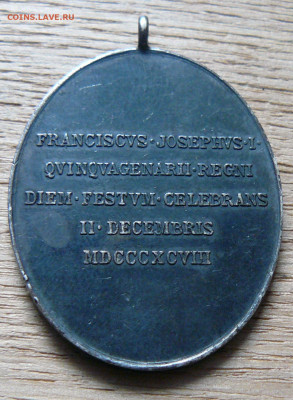 COINS.LAVE.RU
FRANCISCVS · JOSEPHVS · I ·
QVINQVAGENARII · REGNI
DIEM · FESTVM · CELEBRANS
II · DECEMBRIS
MDCCCXCVIII